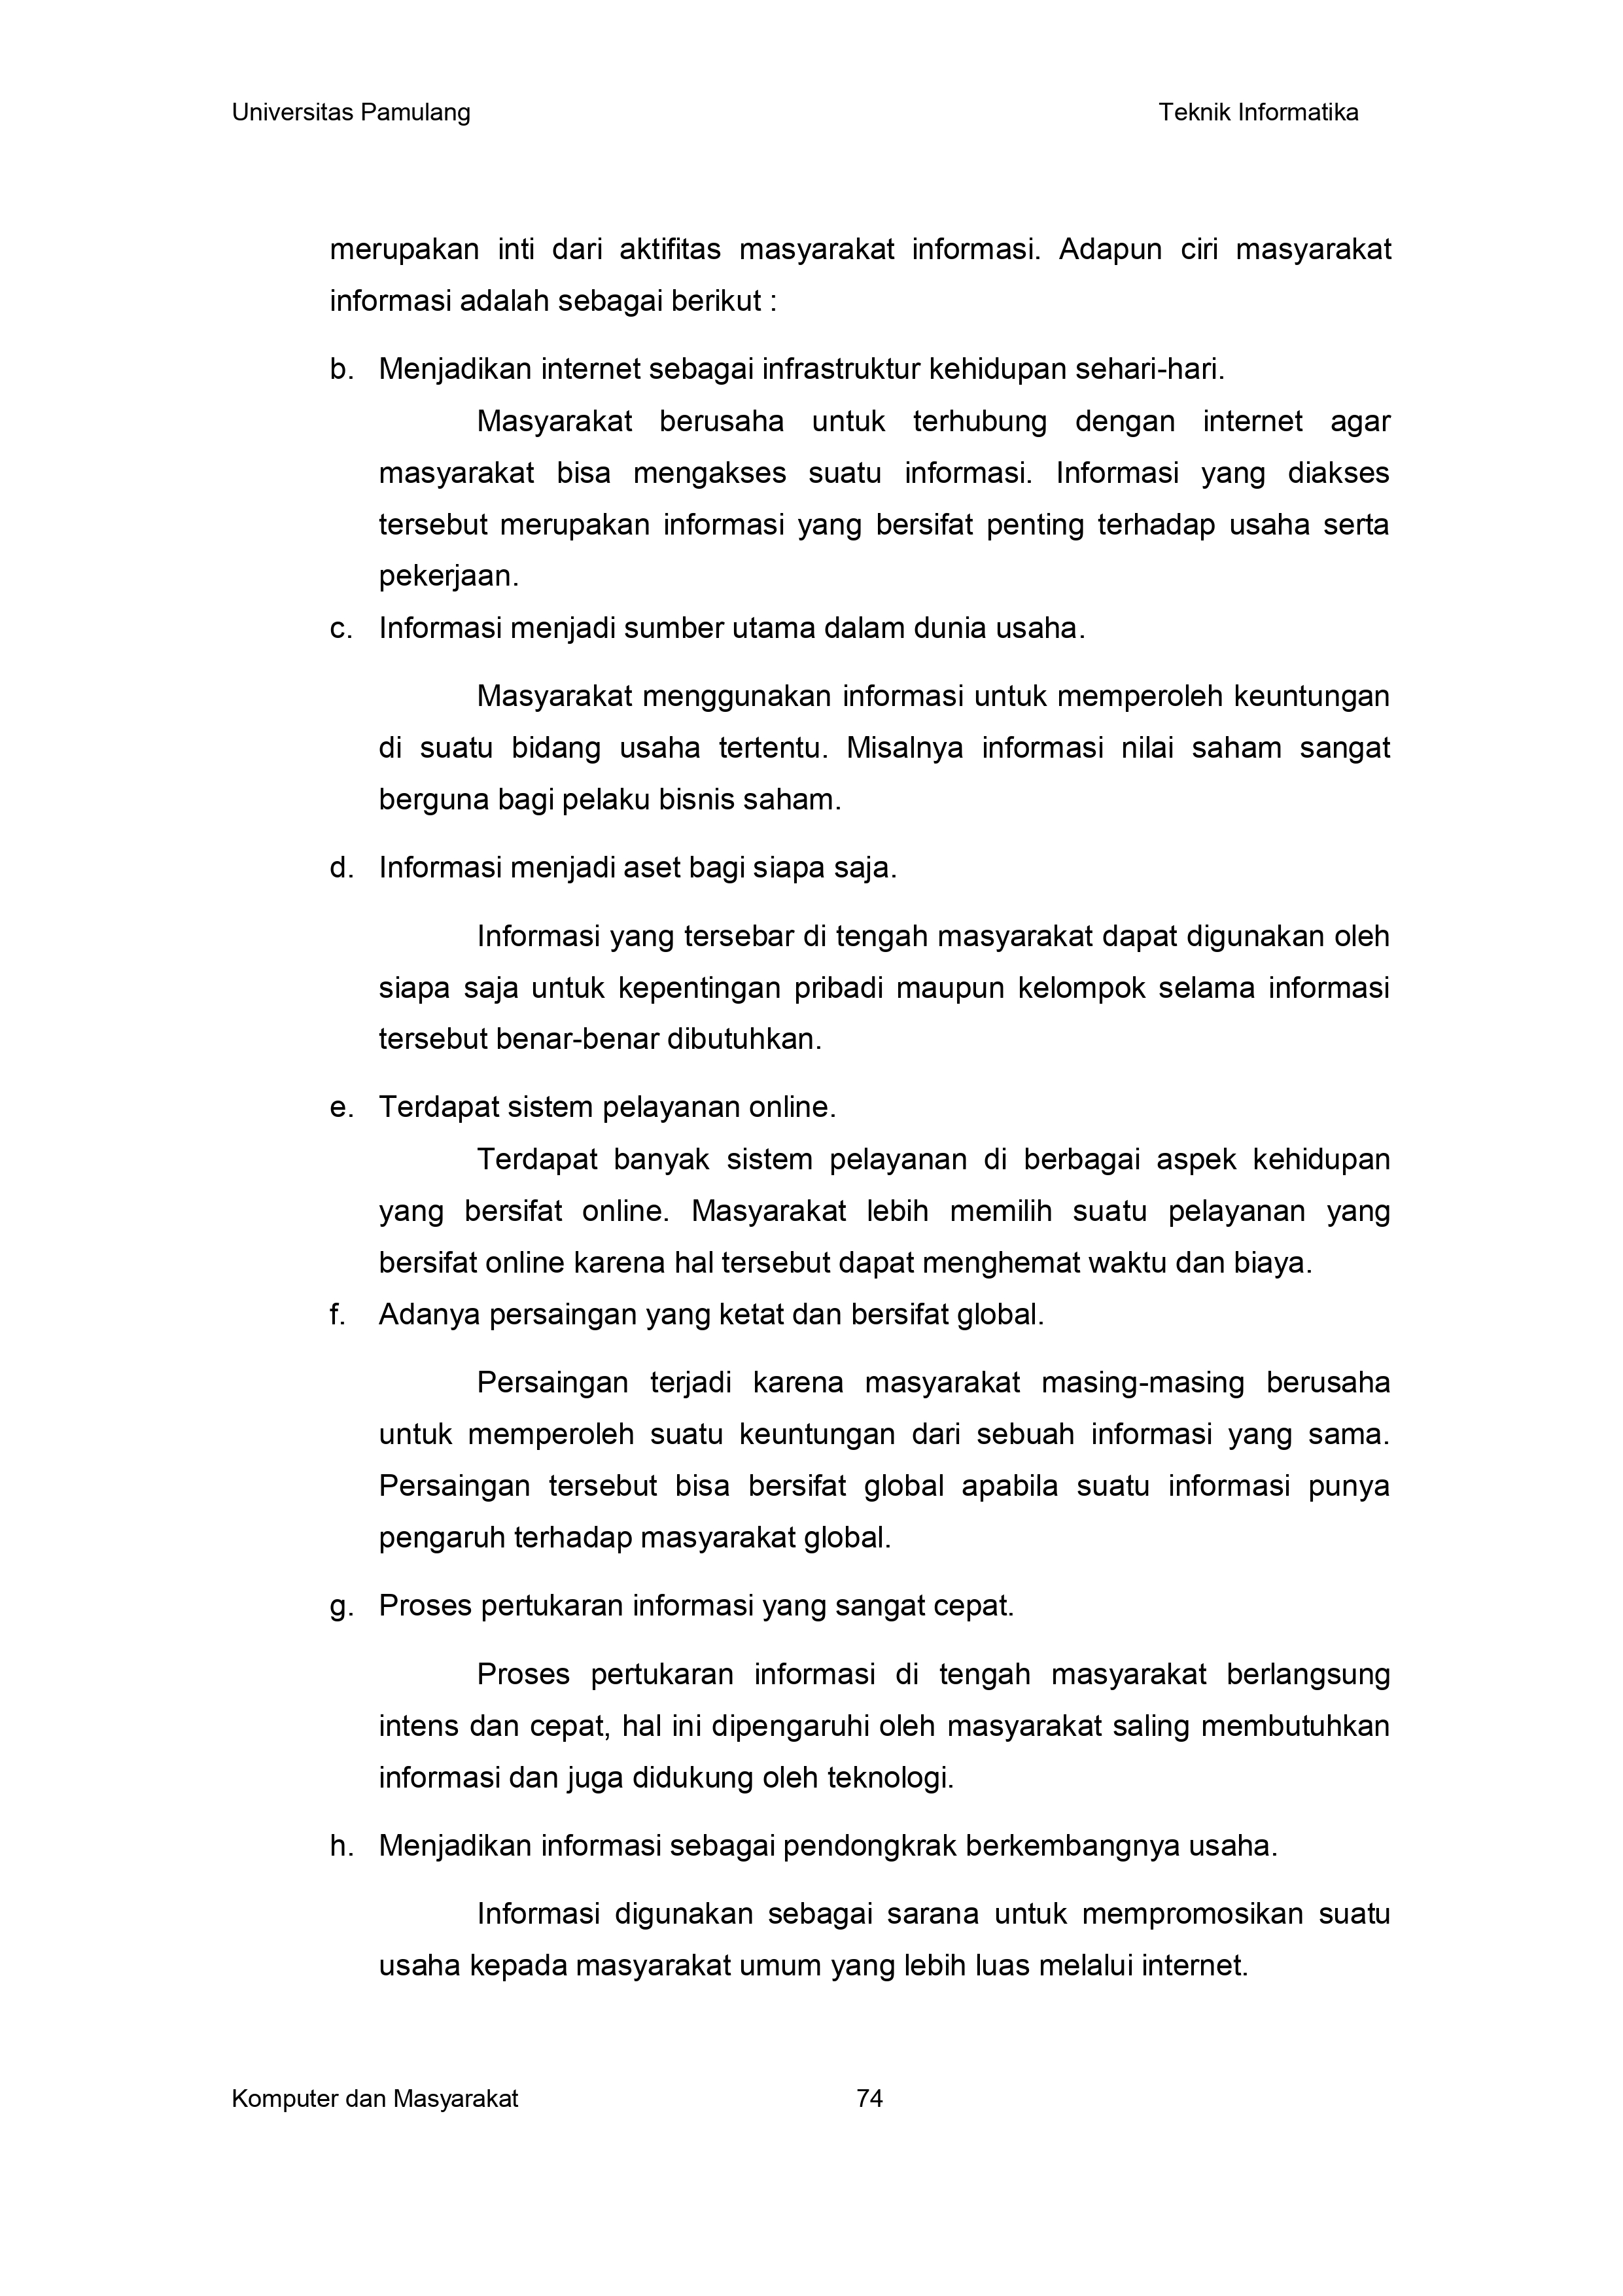 Universitas Pamulang Teknik Informatika
merupakan inti dari aktifitas masyarakat informasi. Adapun ciri masyarakat
informasi adalah sebagai berikut :
b. Menjadikan internet sebagai infrastruktur kehidupan sehari-hari.
Masyarakat berusaha untuk terhubung dengan internet agar
masyarakat bisa mengakses suatu informasi. Informasi yang diakses
tersebut merupakan informasi yang bersifat penting terhadap usaha serta
pekerjaan.
c. Informasi menjadi sumber utama dalam dunia usaha.
Masyarakat menggunakan informasi untuk memperoleh keuntungan
di suatu bidang usaha tertentu. Misalnya informasi nilai saham sangat
berguna bagi pelaku bisnis saham.
d. Informasi menjadi aset bagi siapa saja.
Informasi yang tersebar di tengah masyarakat dapat digunakan oleh
siapa saja untuk kepentingan pribadi maupun kelompok selama informasi
tersebut benar-benar dibutuhkan.
e. Terdapat sistem pelayanan online.
Terdapat banyak sistem pelayanan di berbagai aspek kehidupan
yang bersifat online. Masyarakat lebih memilih suatu pelayanan yang
bersifat online karena hal tersebut dapat menghemat waktu dan biaya.
f. Adanya persaingan yang ketat dan bersifat global.
Persaingan terjadi karena masyarakat masing-masing berusaha
untuk memperoleh suatu keuntungan dari sebuah informasi yang sama.
Persaingan tersebut bisa bersifat global apabila suatu informasi punya
pengaruh terhadap masyarakat global.
g. Proses pertukaran informasi yang sangat cepat.
Proses pertukaran informasi di tengah masyarakat berlangsung
intens dan cepat, hal ini dipengaruhi oleh masyarakat saling membutuhkan
informasi dan juga didukung oleh teknologi.
h. Menjadikan informasi sebagai pendongkrak berkembangnya usaha.
Informasi digunakan sebagai sarana untuk mempromosikan suatu
usaha kepada masyarakat umum yang lebih luas melalui internet.
Komputer dan Masyarakat 74